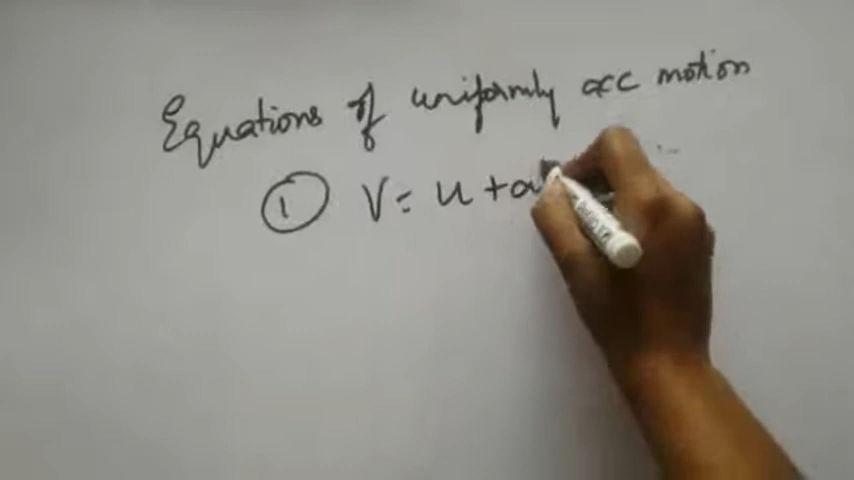 Equations of uniformly acc motion
① V = u + a